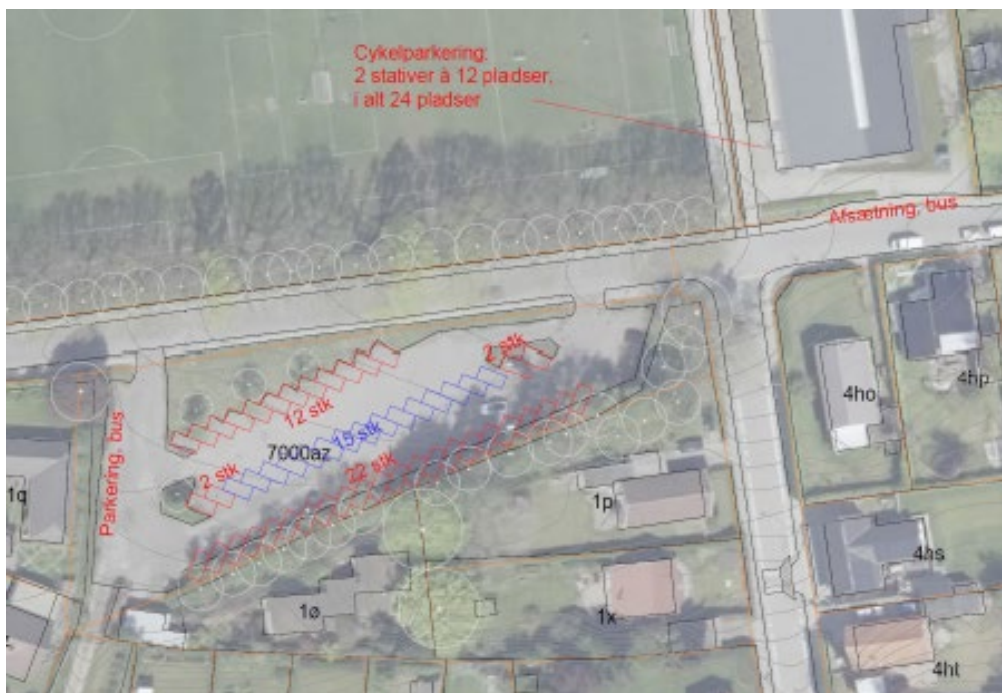 Cykelparkering:
2 stativer à 12 pladser,
i alt 24 pladser
Afsætning, bus
2 stk
12 stk
15 stk
7000az
22 stk
2 stk
Parkering, bus
1q
1p
1ø
1x
4ho
4hp
4hs
4ht